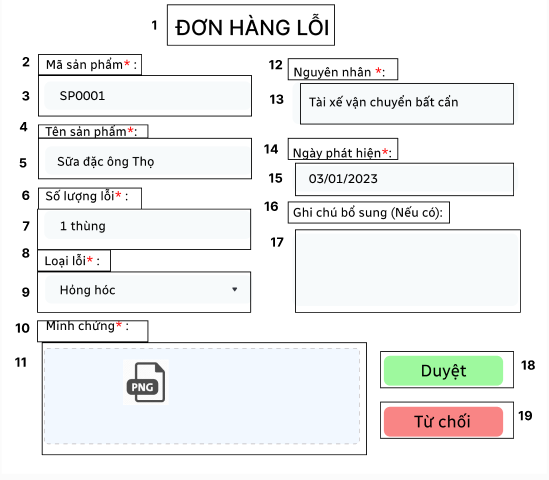 1 ĐƠN HÀNG LỖI
2 Mã sản phẩm* :
3 SP0001
4 Tên sản phẩm*:
5 Sữa đặc ông Thọ
6 Số lượng lỗi* :
7 1 thùng
8 Loại lỗi* :
9 Hỏng hóc
10 Minh chứng* :
11 PNG
12 Nguyên nhân *:
13 Tài xế vận chuyển bất cẩn
14 Ngày phát hiện*:
15 03/01/2023
16 Ghi chú bổ sung (Nếu có):
17
Duyệt 18
Từ chối 19